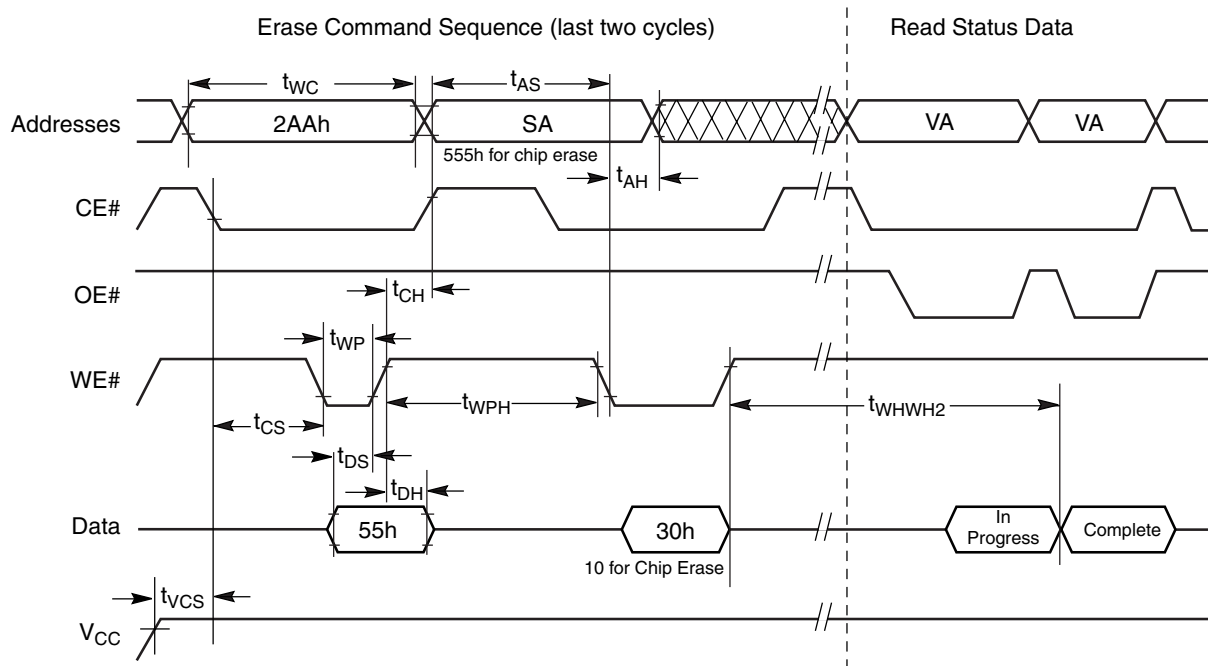 Erase Command Sequence (last two cycles)
Read Status Data
tWC
tAS
Addresses
2AAh
SA
VA
VA
555h for chip erase
tAH
CE#
OE#
tCH
tWP
WE#
tWPH
tWHWH2
tCS
tDS
tDH
Data
55h
30h
In
Progress
Complete
10 for Chip Erase
tVCS
VCC